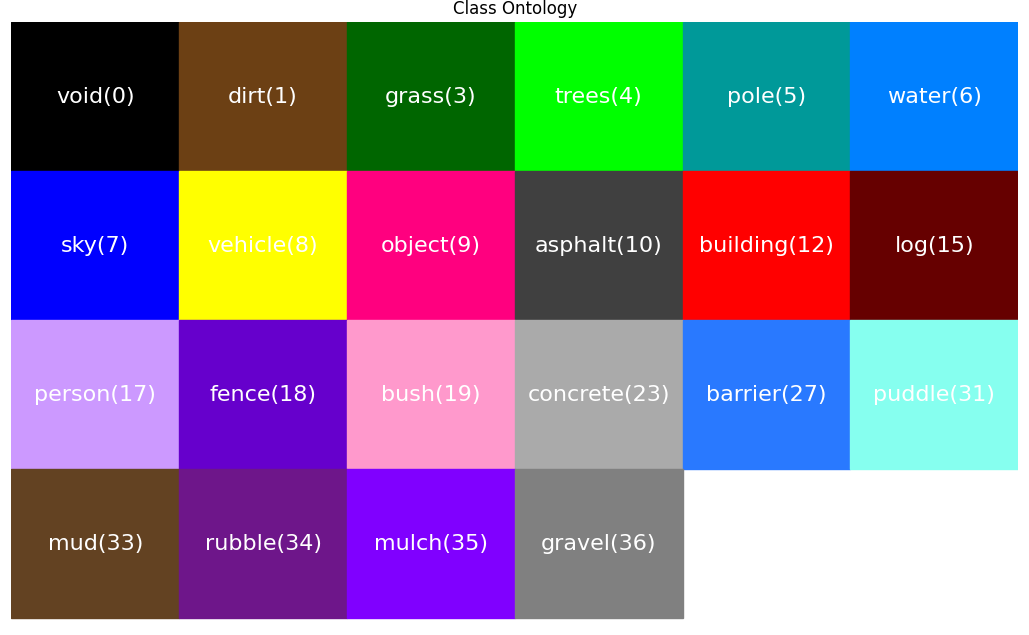 Class Ontology
void(0) dirt(1) grass(3) trees(4) pole(5) water(6)
sky(7) vehicle(8) object(9) asphalt(10) building(12) log(15)
person(17) fence(18) bush(19) concrete(23) barrier(27) puddle(31)
mud(33) rubble(34) mulch(35) gravel(36)